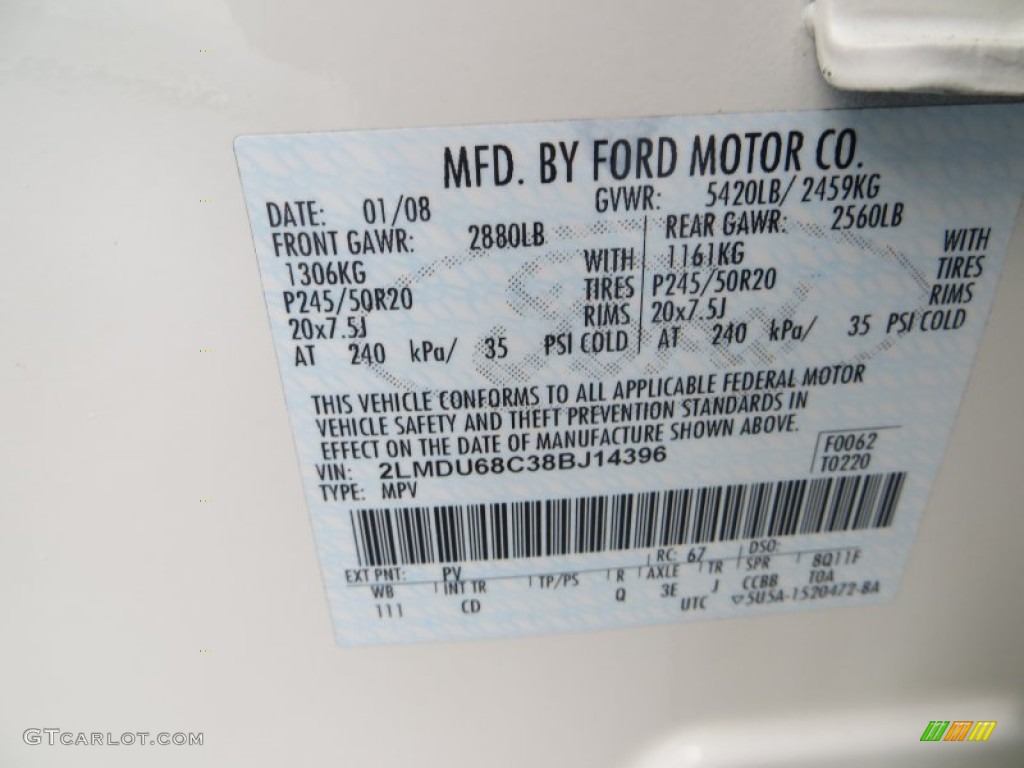 MFD. BY FORD MOTOR CO.
DATE: 01/08 GVWR: 5420LB/ 2459KG
FRONT GAWR: 2880LB REAR GAWR: 2560LB
1306KG WITH 1161KG WITH
P245/50R20 TIRES P245/50R20 TIRES
20x7.5J RIMS 20x7.5J RIMS
AT 240 kPa/ 35 PSI COLD AT 240 kPa/ 35 PSI COLD
THIS VEHICLE CONFORMS TO ALL APPLICABLE FEDERAL MOTOR
VEHICLE SAFETY AND THEFT PREVENTION STANDARDS IN
EFFECT ON THE DATE OF MANUFACTURE SHOWN ABOVE.
VIN: 2LMDU68C38BJ14396 F0062
TYPE: MPV T0220
EXT PNT: PV RC: 67 DSO:
WB INT TR TP/PS R AXLE TR SPR 8Q11F
111 CD Q 3E J CCBB T0A
UTC 5U5A-1520472-BA
GTCARLOT.COM